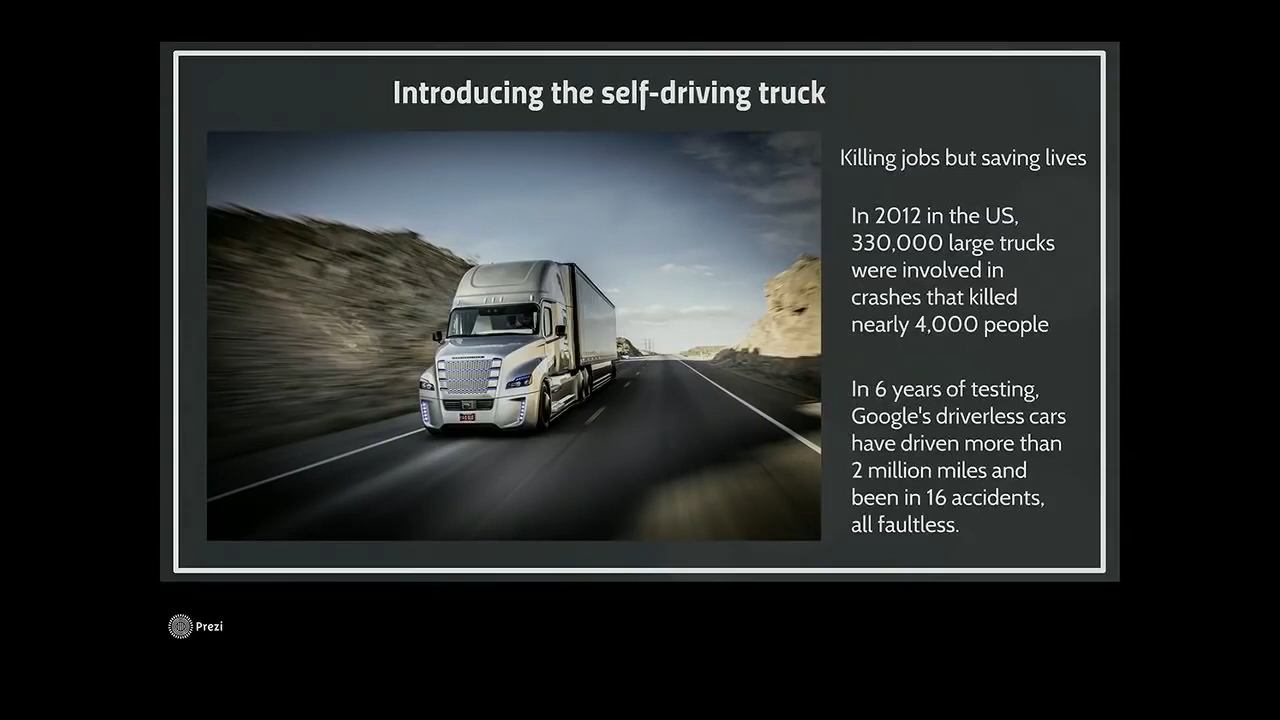 Introducing the self-driving truck
Killing jobs but saving lives
In 2012 in the US,
330,000 large trucks
were involved in
crashes that killed
nearly 4,000 people
In 6 years of testing,
Google's driverless cars
have driven more than
2 million miles and
been in 16 accidents,
all faultless.
Prezi